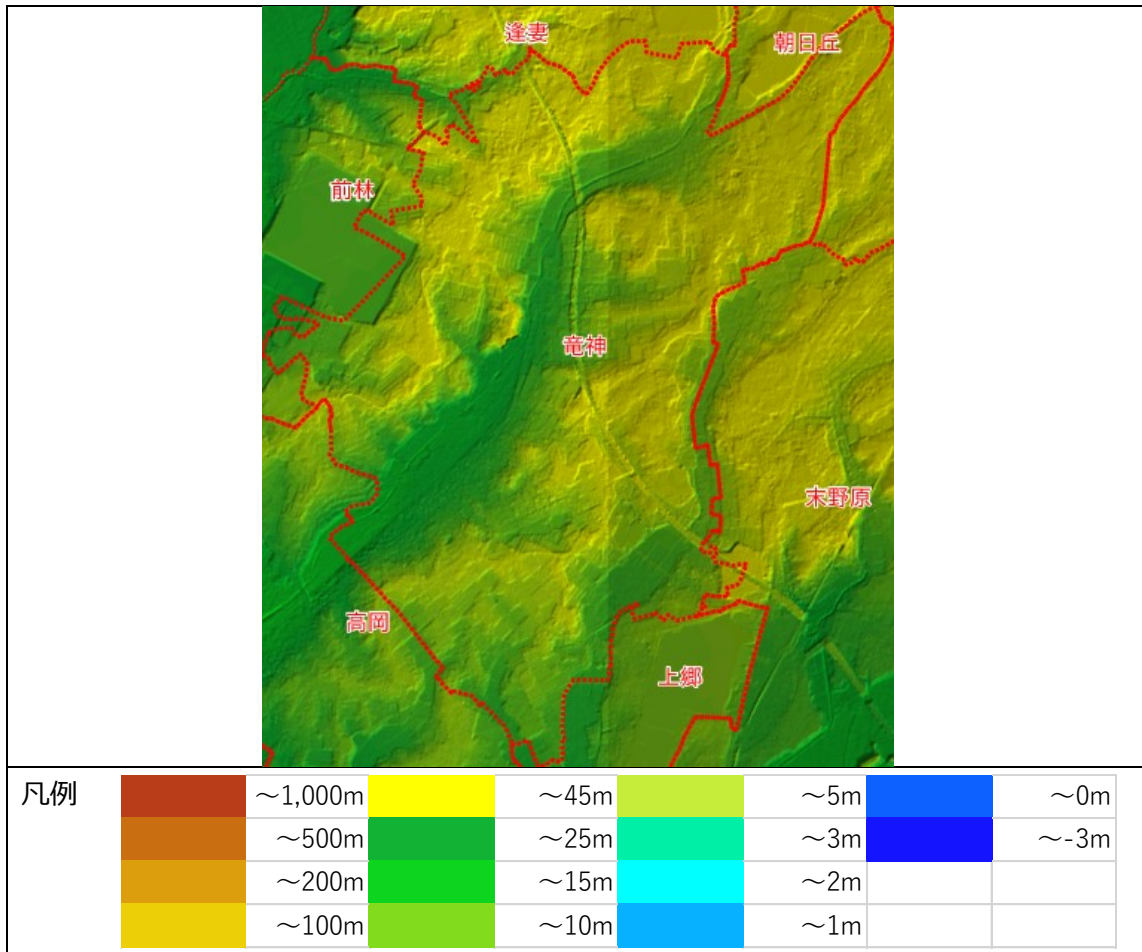 逢妻
朝日丘
前林
竜神
末野原
高岡
上郷
凡例
～1,000m ～45m ～5m ～0m
～500m ～25m ～3m ～-3m
～200m ～15m ～2m
～100m ～10m ～1m